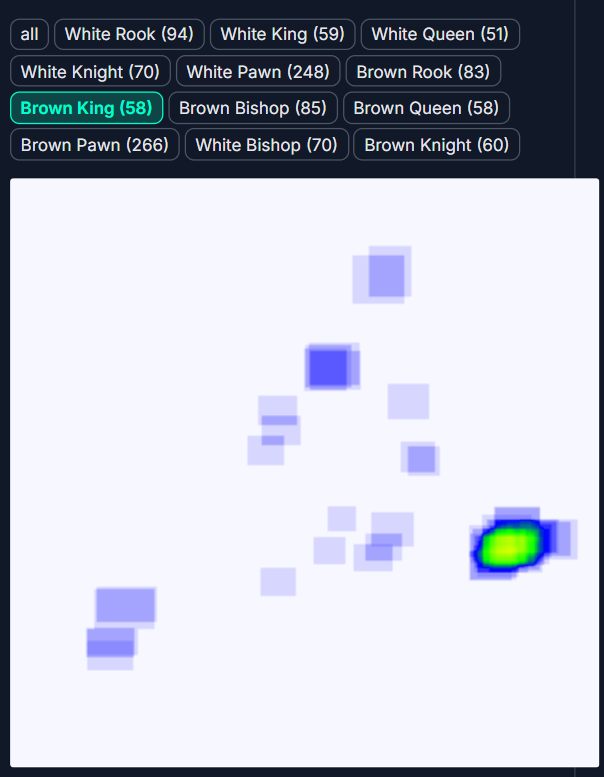 all White Rook (94) White King (59) White Queen (51)
White Knight (70) White Pawn (248) Brown Rook (83)
Brown King (58) Brown Bishop (85) Brown Queen (58)
Brown Pawn (266) White Bishop (70) Brown Knight (60)